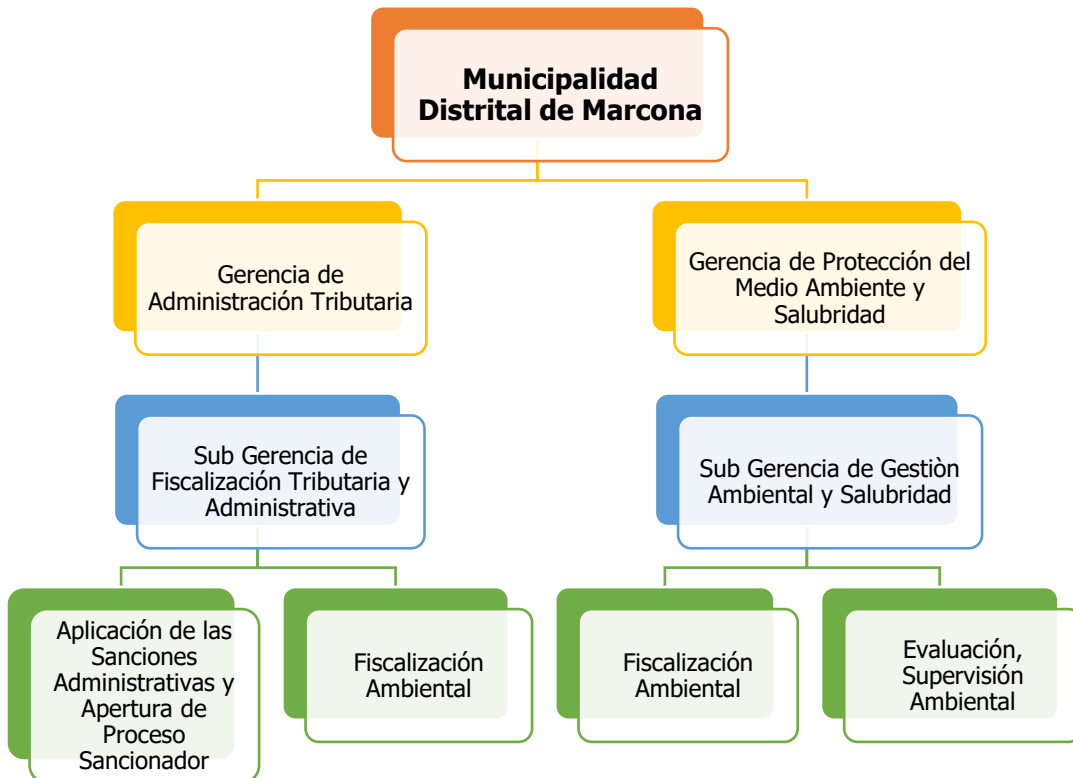 Municipalidad
Distrital de Marcona
Gerencia de
Administración Tributaria
Gerencia de Protección del
Medio Ambiente y
Salubridad
Sub Gerencia de
Fiscalización Tributaria y
Administrativa
Sub Gerencia de Gestiòn
Ambiental y Salubridad
Aplicación de las
Sanciones
Administrativas y
Apertura de
Proceso
Sancionador
Fiscalización
Ambiental
Fiscalización
Ambiental
Evaluación,
Supervisión
Ambiental